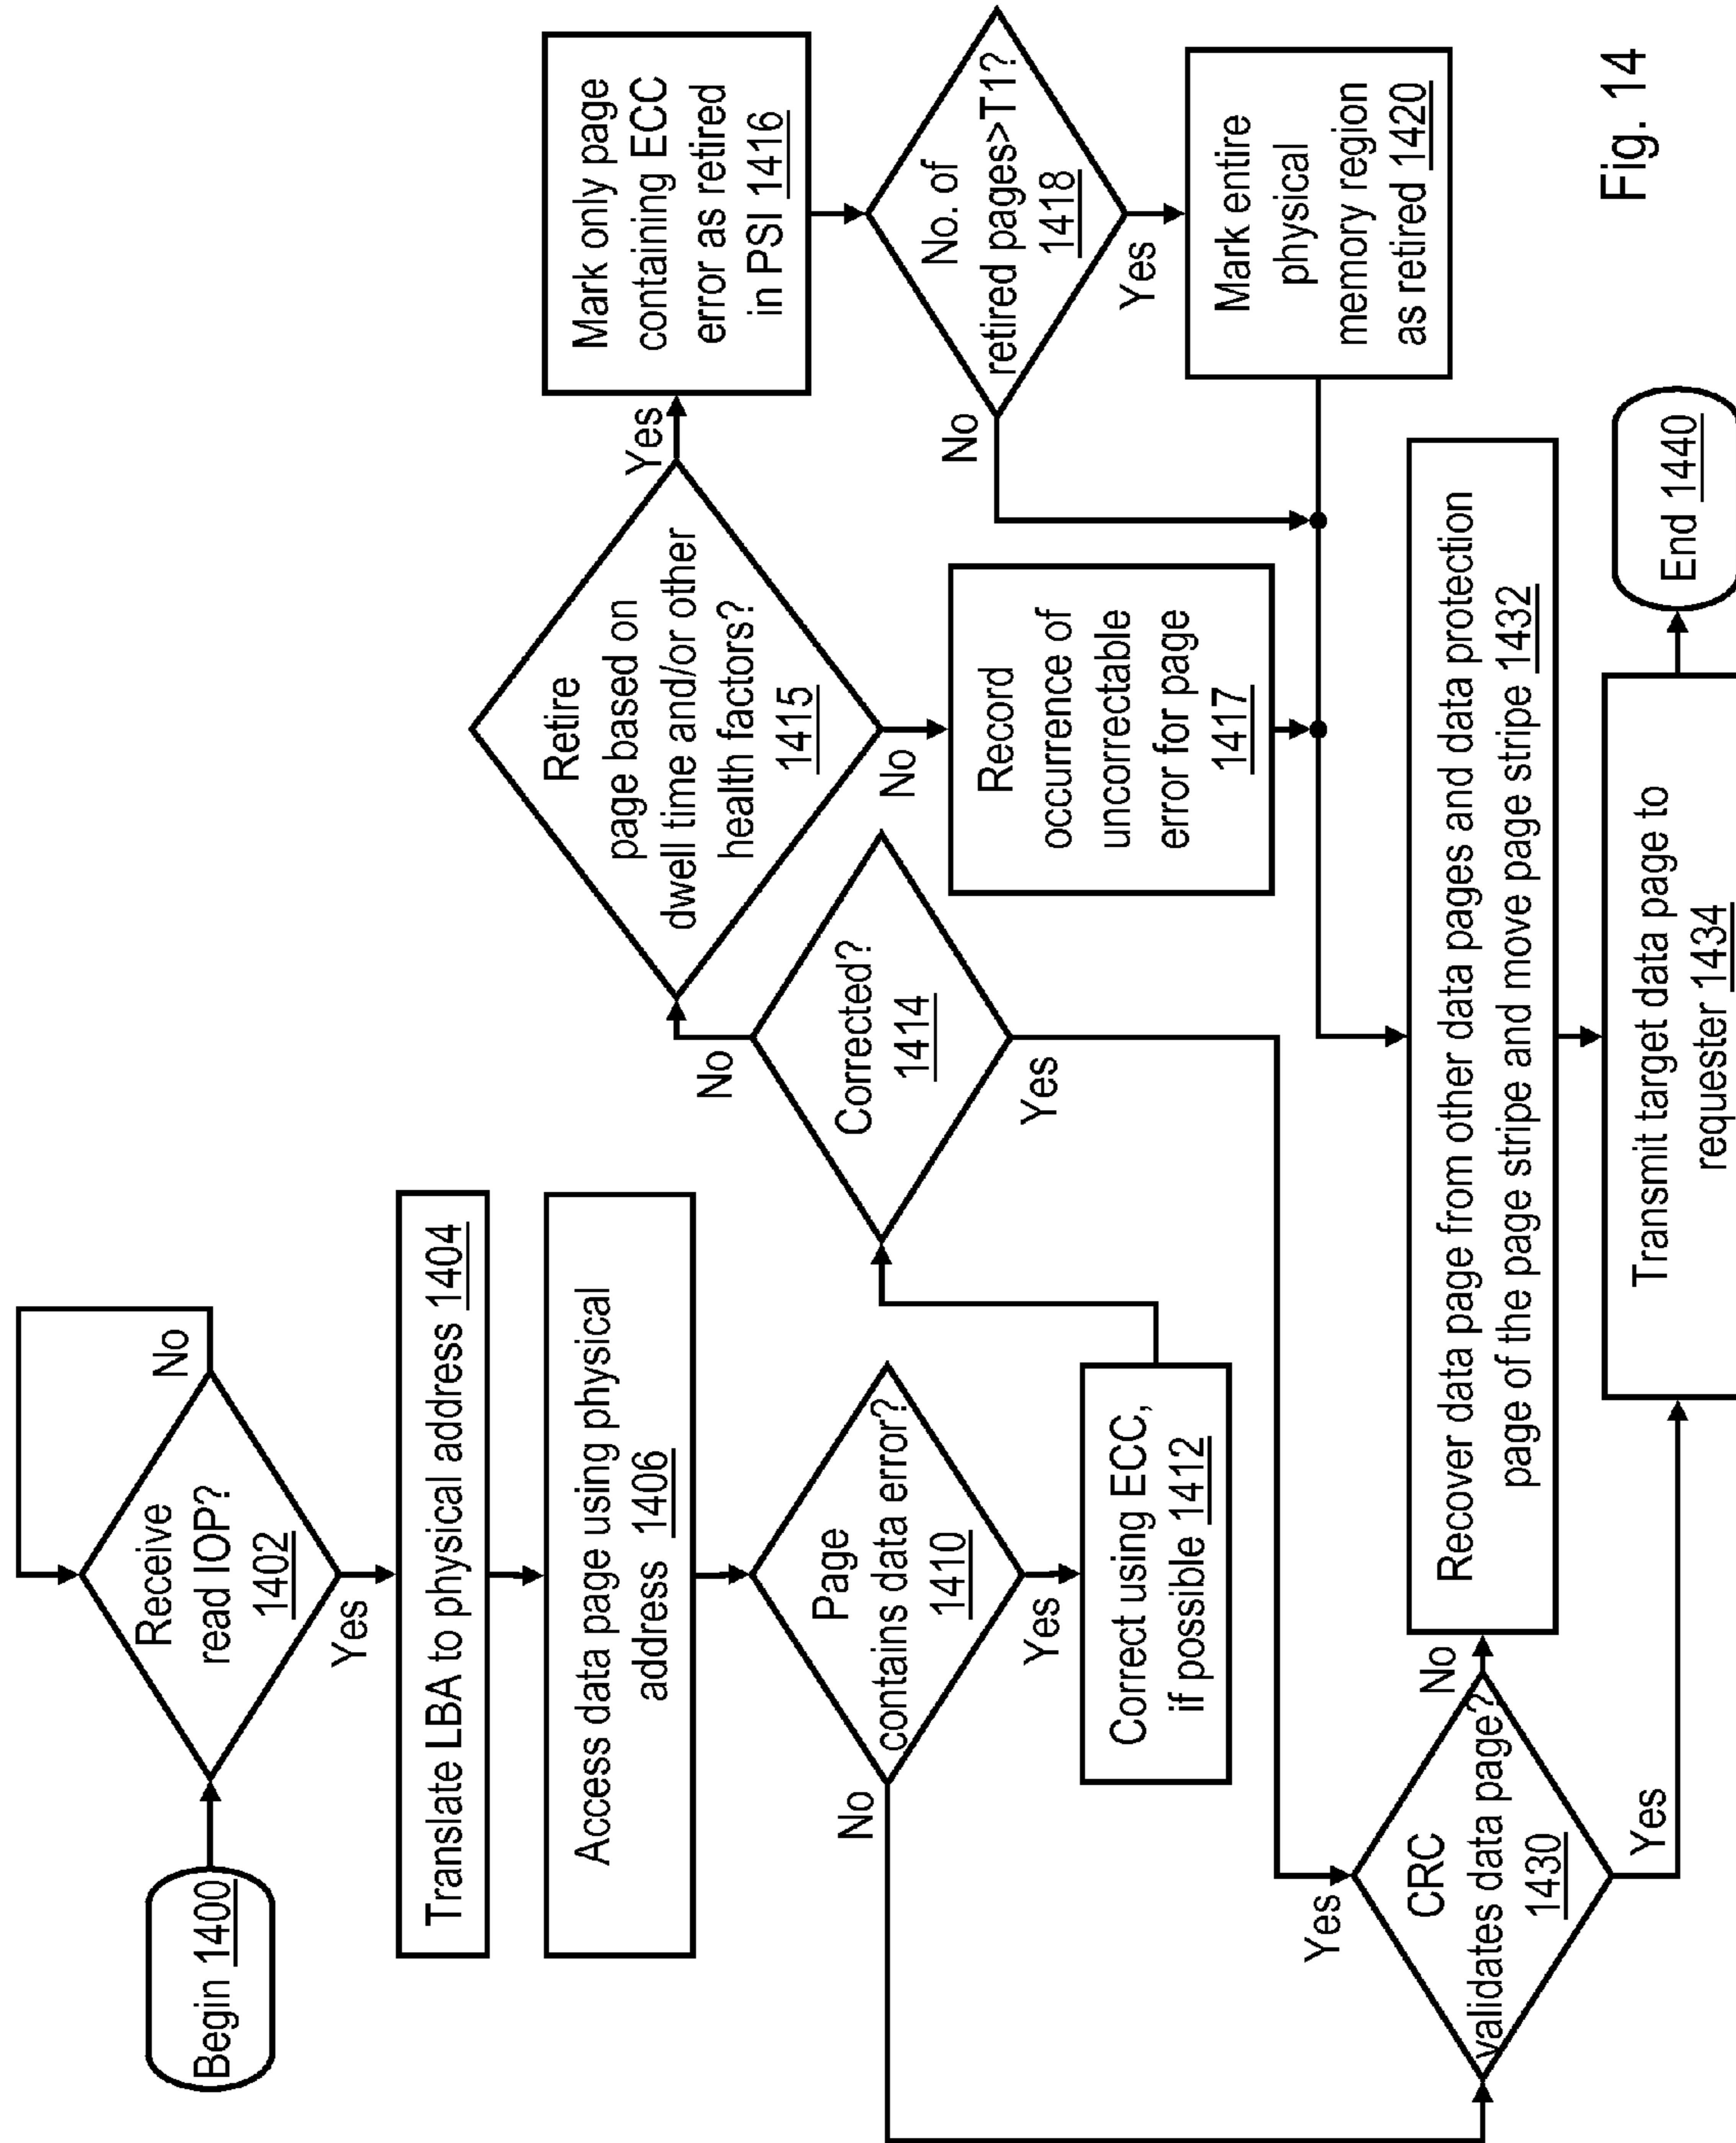 Begin 1400
Receive
read IOP?
1402
No
Yes
Translate LBA to physical address 1404
Access data page using physical
address 1406
Page
contains data error?
1410
No
Yes
Correct using ECC,
if possible 1412
Corrected?
1414
No
Yes
Retire
page based on
dwell time and/or other
health factors?
1415
Yes
No
Mark only page
containing ECC
error as retired
in PSI 1416
Record
occurrence of
uncorrectable
error for page
1417
No. of
retired pages>T1?
1418
No
Yes
Mark entire
physical
memory region
as retired 1420
Yes
CRC
validates data page?
1430
No
Yes
Recover data page from other data pages and data protection
page of the page stripe and move page stripe 1432
Transmit target data page to
requester 1434
End 1440
Fig. 14